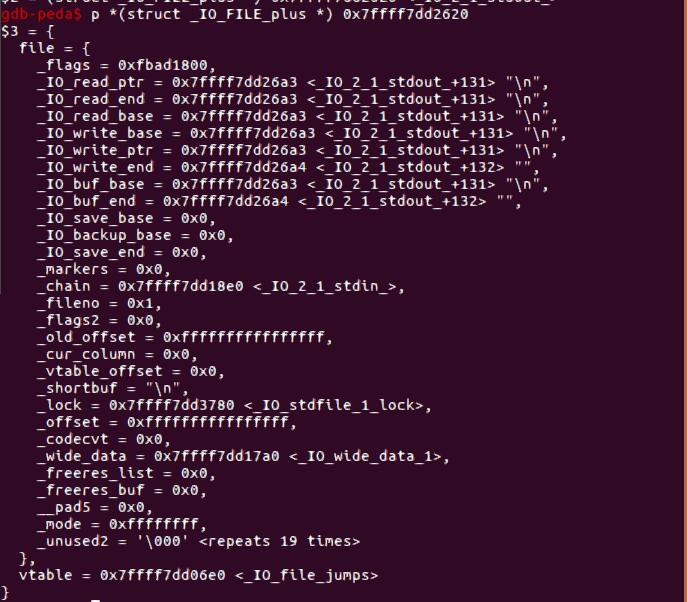 gdb-peda$ p *(struct _IO_FILE_plus *) 0x7ffff7dd2620
$3 = {
  file = {
    _flags = 0xfbad1800,
    _IO_read_ptr = 0x7ffff7dd26a3 <_IO_2_1_stdout_+131> "\n",
    _IO_read_end = 0x7ffff7dd26a3 <_IO_2_1_stdout_+131> "\n",
    _IO_read_base = 0x7ffff7dd26a3 <_IO_2_1_stdout_+131> "\n",
    _IO_write_base = 0x7ffff7dd26a3 <_IO_2_1_stdout_+131> "\n",
    _IO_write_ptr = 0x7ffff7dd26a3 <_IO_2_1_stdout_+131> "\n",
    _IO_write_end = 0x7ffff7dd26a4 <_IO_2_1_stdout_+132> "",
    _IO_buf_base = 0x7ffff7dd26a3 <_IO_2_1_stdout_+131> "\n",
    _IO_buf_end = 0x7ffff7dd26a4 <_IO_2_1_stdout_+132> "",
    _IO_save_base = 0x0,
    _IO_backup_base = 0x0,
    _IO_save_end = 0x0,
    _markers = 0x0,
    _chain = 0x7ffff7dd18e0 <_IO_2_1_stdin_>,
    _fileno = 0x1,
    _flags2 = 0x0,
    _old_offset = 0xffffffffffffffff,
    _cur_column = 0x0,
    _vtable_offset = 0x0,
    _shortbuf = "\n",
    _lock = 0x7ffff7dd3780 <_IO_stdfile_1_lock>,
    _offset = 0xffffffffffffffff,
    _codecvt = 0x0,
    _wide_data = 0x7ffff7dd17a0 <_IO_wide_data_1>,
    _freeres_list = 0x0,
    _freeres_buf = 0x0,
    __pad5 = 0x0,
    _mode = 0xffffffff,
    _unused2 = '\000' <repeats 19 times>
  },
  vtable = 0x7ffff7dd06e0 <_IO_file_jumps>
}